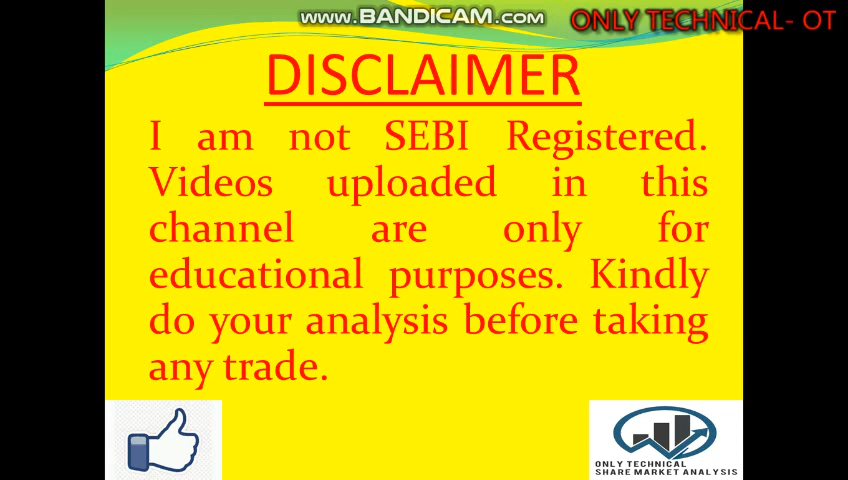 www.BANDICAM.com
ONLY TECHNICAL- OT
DISCLAIMER
I am not SEBI Registered.
Videos uploaded in this
channel are only for
educational purposes. Kindly
do your analysis before taking
any trade.
ONLY TECHNICAL
SHARE MARKET ANALYSIS